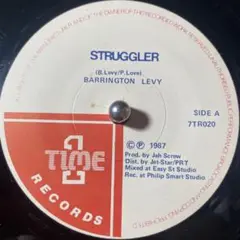 STRUGGLER
(B.Levy/P.Love)
BARRINGTON LEVY
SIDE A
7TR020
TIME 1
RECORDS
© ℗ 1987
Prod. by Jah Screw
Dist. by Jet Star/PRT
Mixed at Easy St Studio
Rec. at Philip Smart Studio